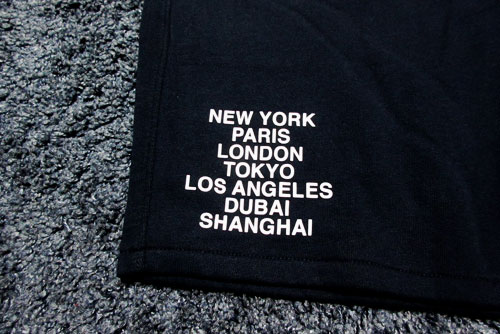 NEW YORK
PARIS
LONDON
TOKYO
LOS ANGELES
DUBAI
SHANGHAI